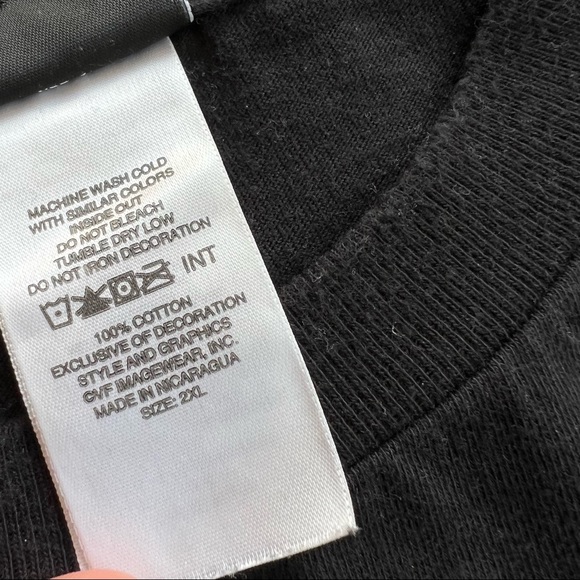 MACHINE WASH COLD
WITH SIMILAR COLORS
INSIDE OUT
DO NOT BLEACH
TUMBLE DRY LOW
DO NOT IRON DECORATION
INT
100% COTTON
EXCLUSIVE OF DECORATION
STYLE AND GRAPHICS
CVF IMAGEWEAR, INC.
MADE IN NICARAGUA
SIZE: 2XL